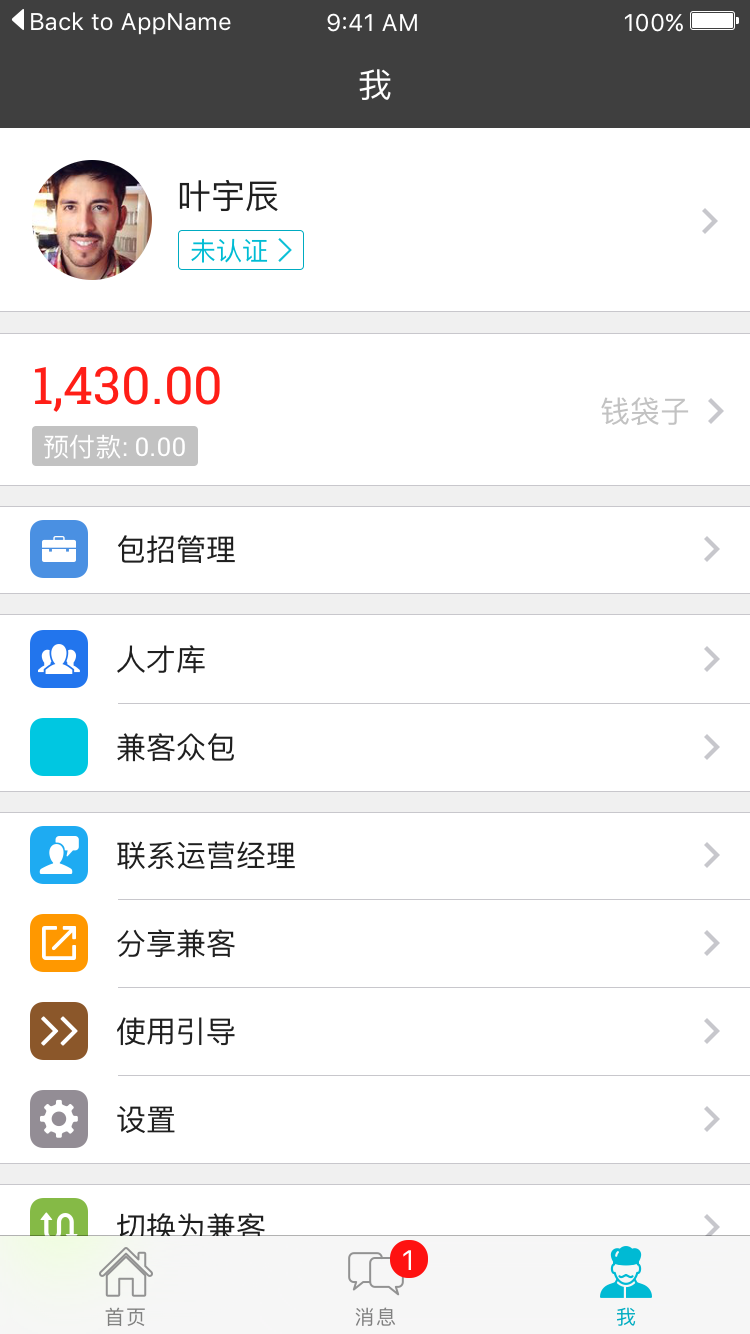 Back to AppName
9:41 AM
100%
我
叶宇辰
未认证
1,430.00
钱袋子
预付款: 0.00
包招管理
人才库
兼客众包
联系运营经理
分享兼客
使用引导
设置
切换为兼客
1
首页
消息
我